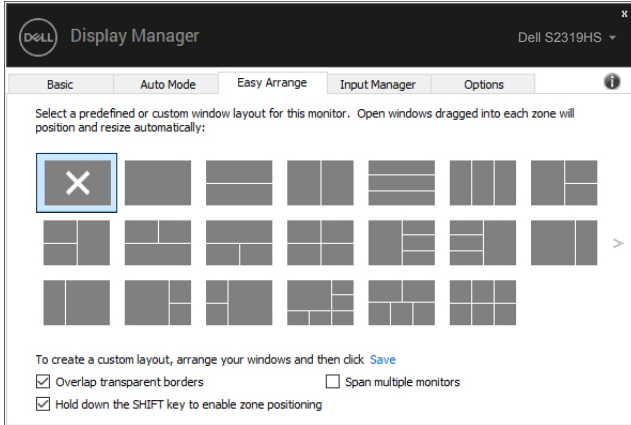 x
DELL Display Manager Dell S2319HS
Basic Auto Mode Easy Arrange Input Manager Options i
Select a predefined or custom window layout for this monitor. Open windows dragged into each zone will
position and resize automatically:
>
To create a custom layout, arrange your windows and then click Save
Overlap transparent borders Span multiple monitors
Hold down the SHIFT key to enable zone positioning